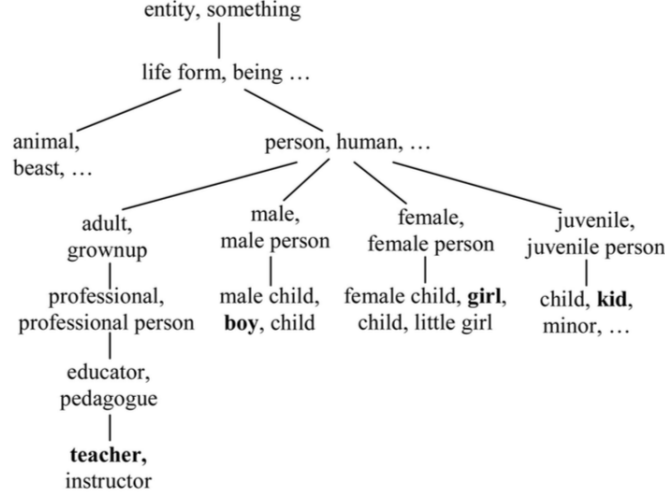 entity, something
life form, being …
animal,
beast, …
person, human, …
adult,
grownup
male,
male person
female,
female person
juvenile,
juvenile person
professional,
professional person
male child,
boy, child
female child, girl,
child, little girl
child, kid,
minor, …
educator,
pedagogue
teacher,
instructor